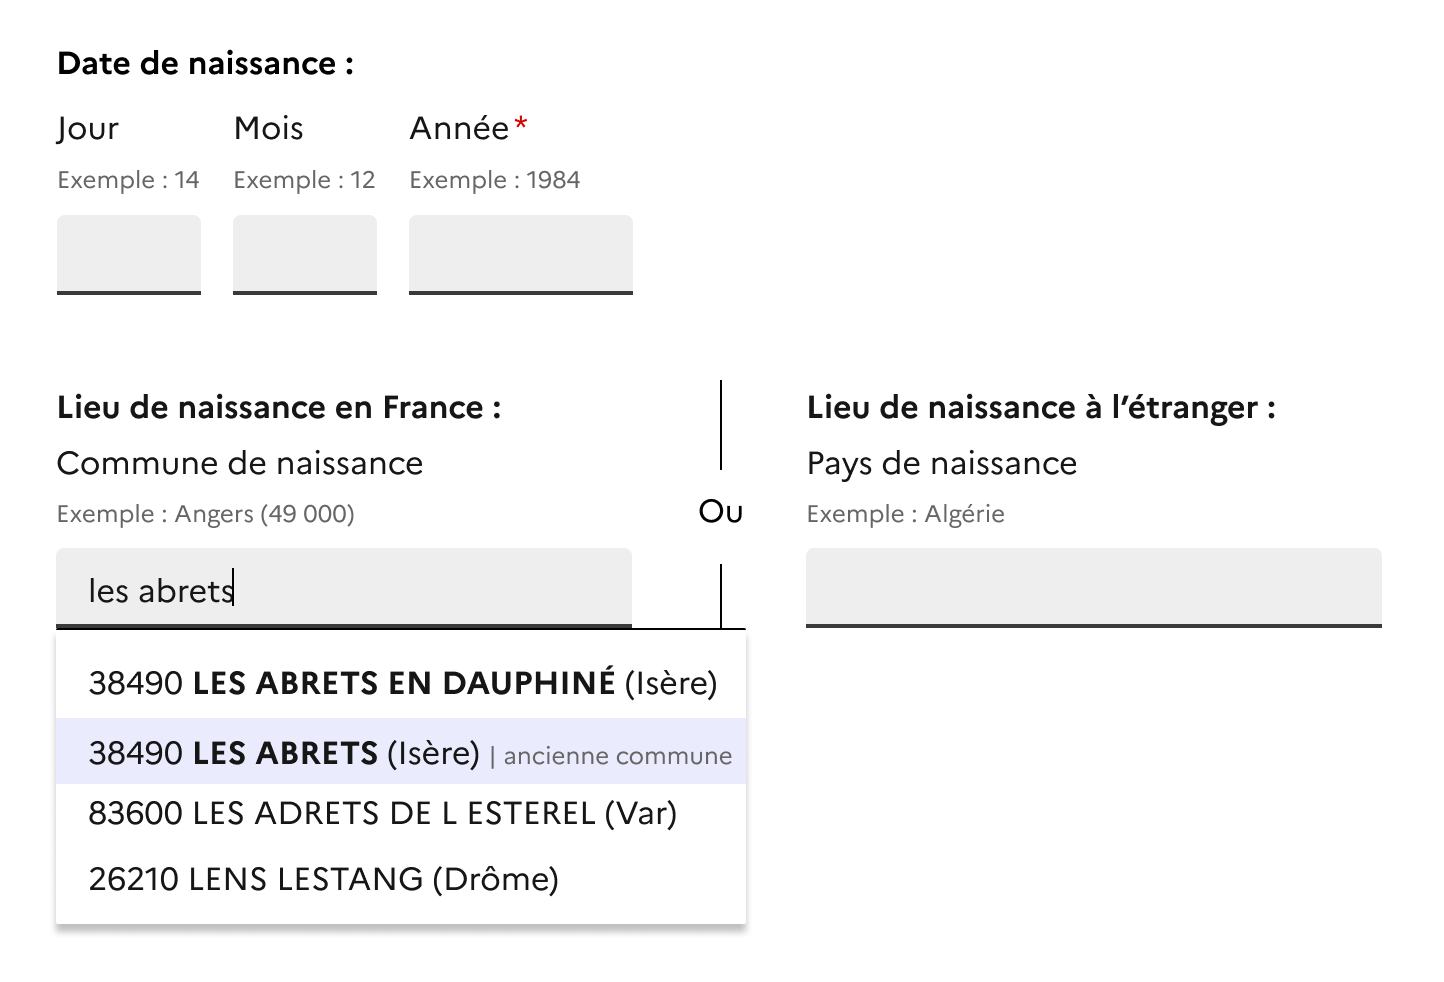 Date de naissance :
Jour
Mois
Année*
Exemple : 14
Exemple : 12
Exemple : 1984
Lieu de naissance en France :
Commune de naissance
Exemple : Angers (49 000)
les abrets
38490 LES ABRETS EN DAUPHINÉ (Isère)
38490 LES ABRETS (Isère) | ancienne commune
83600 LES ADRETS DE L ESTEREL (Var)
26210 LENS LESTANG (Drôme)
Ou
Lieu de naissance à l’étranger :
Pays de naissance
Exemple : Algérie